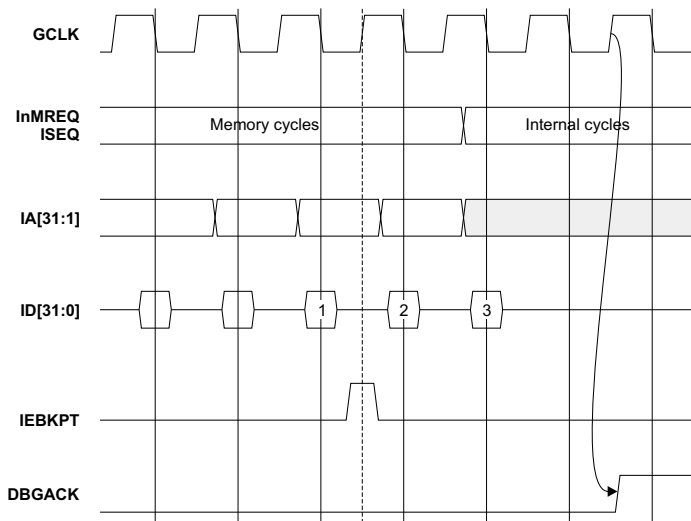 GCLK
InMREQ
ISEQ
Memory cycles
Internal cycles
IA[31:1]
ID[31:0]
1
2
3
IEBKPT
DBGACK